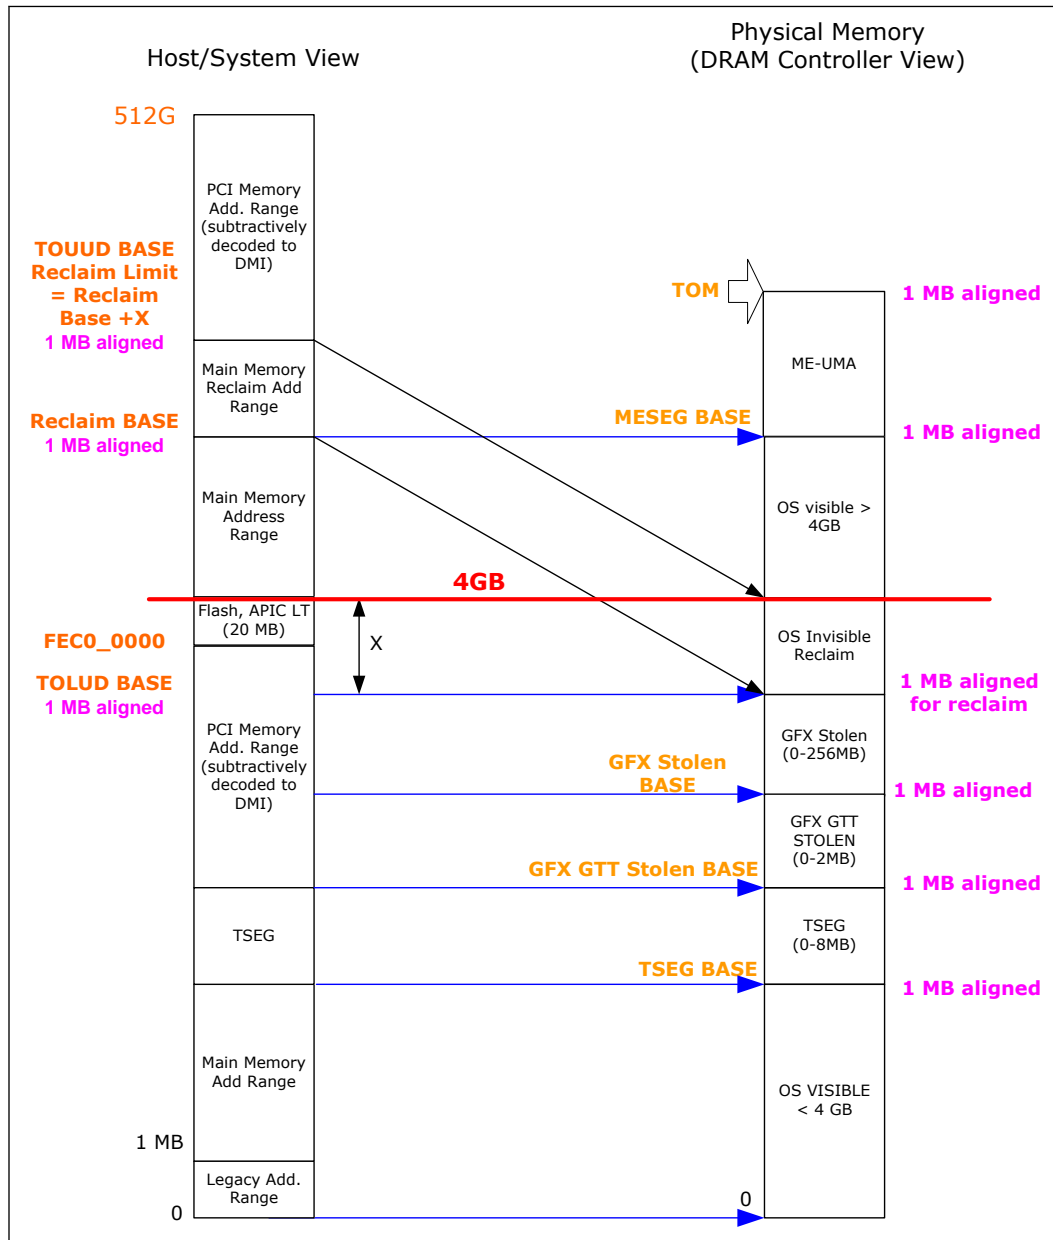 Host/System View
Physical Memory
(DRAM Controller View)
512G
PCI Memory
Add. Range
(subtractively
decoded to
DMI)
TOUUD BASE
Reclaim Limit
= Reclaim
Base +X
1 MB aligned
TOM
1 MB aligned
ME-UMA
Main Memory
Reclaim Add
Range
Reclaim BASE
1 MB aligned
MESEG BASE
1 MB aligned
Main Memory
Address
Range
OS visible >
4GB
4GB
Flash, APIC LT
(20 MB)
FEC0_0000
X
OS Invisible
Reclaim
TOLUD BASE
1 MB aligned
1 MB aligned
for reclaim
PCI Memory
Add. Range
(subtractively
decoded to
DMI)
GFX Stolen
(0-256MB)
GFX Stolen
BASE
1 MB aligned
GFX GTT
STOLEN
(0-2MB)
GFX GTT Stolen BASE
1 MB aligned
TSEG
TSEG
(0-8MB)
TSEG BASE
1 MB aligned
Main Memory
Add Range
OS VISIBLE
< 4 GB
1 MB
Legacy Add.
Range
0
0